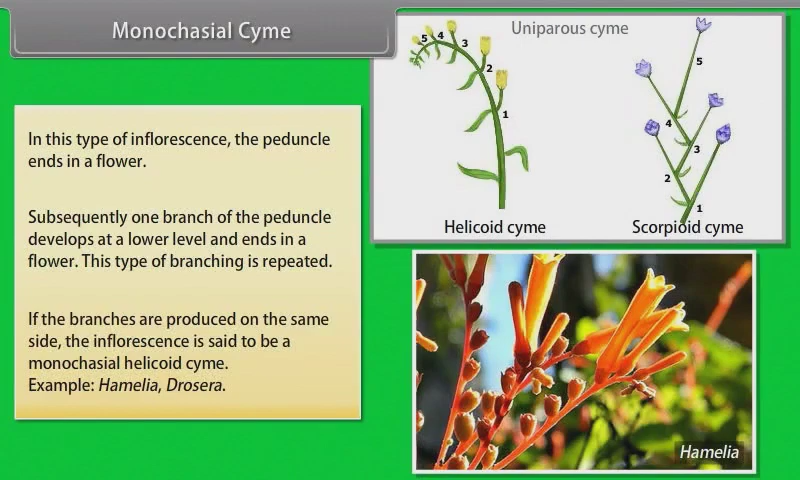 Monochasial Cyme
In this type of inflorescence, the peduncle
ends in a flower.
Subsequently one branch of the peduncle
develops at a lower level and ends in a
flower. This type of branching is repeated.
If the branches are produced on the same
side, the inflorescence is said to be a
monochasial helicoid cyme.
Example: Hamelia, Drosera.
Uniparous cyme
5
4
3
2
1
Helicoid cyme
5
4
3
2
1
Scorpioid cyme
Hamelia